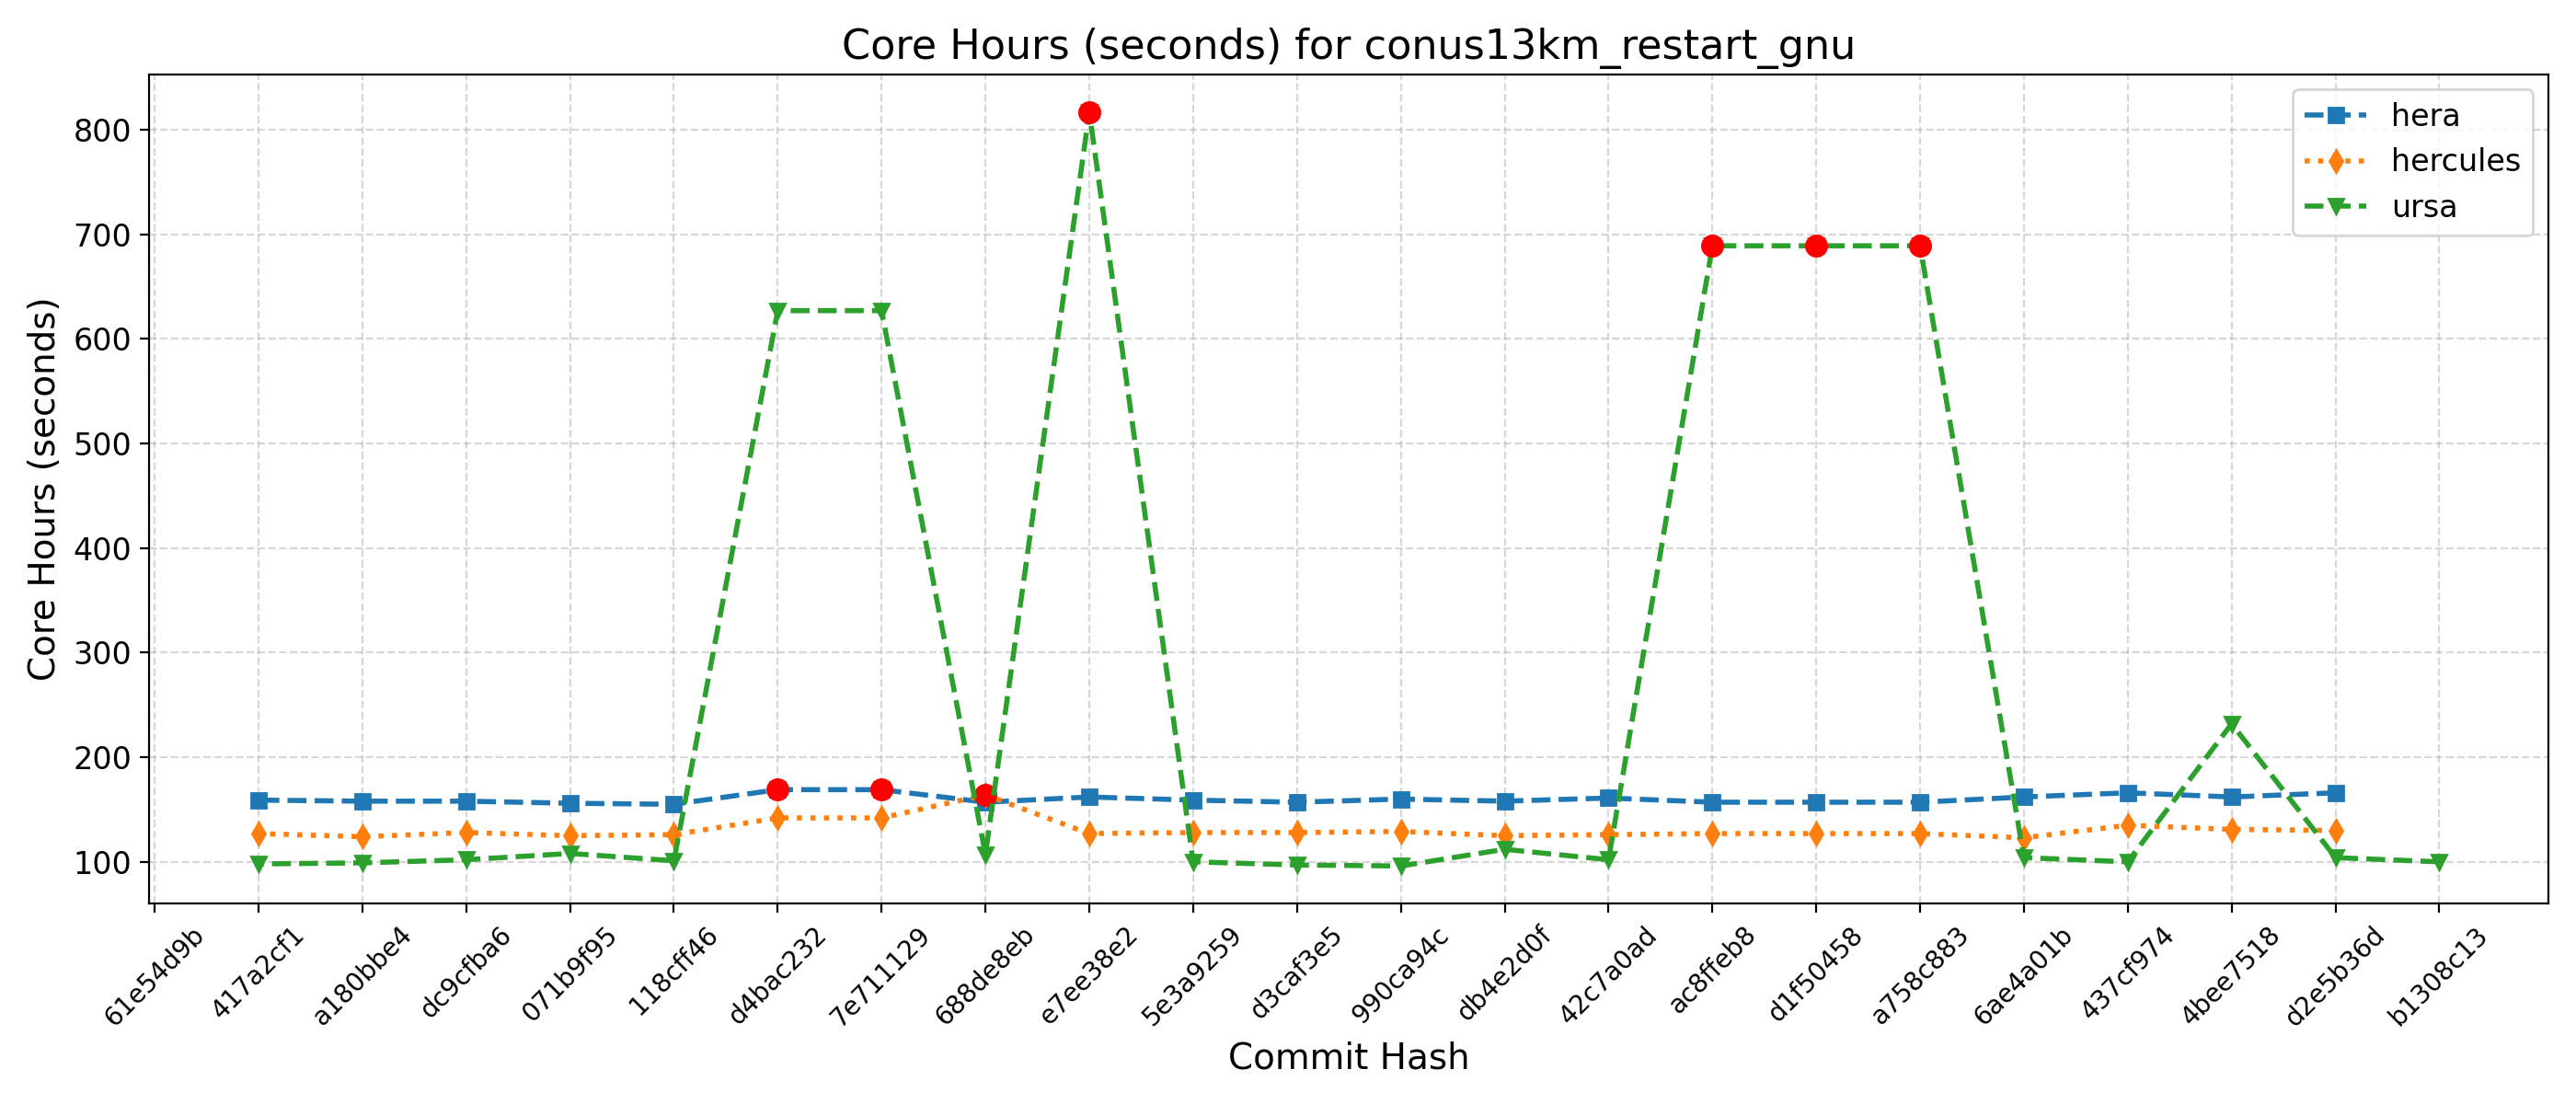 Core Hours (seconds) for conus13km_restart_gnu
Core Hours (seconds)
800
700
600
500
400
300
200
100
hera
hercules
ursa
61e54d9b
417a2cf1
a180bbe4
dc9cfba6
071b9f95
118cff46
d4bac232
7e711129
688de8eb
e7ee38e2
5e3a9259
d3caf3e5
990ca94c
db4e2d0f
42c7a0ad
ac8ffeb8
d1f50458
a758c883
6ae4a01b
437cf974
4bee7518
d2e5b36d
b1308c13
Commit Hash